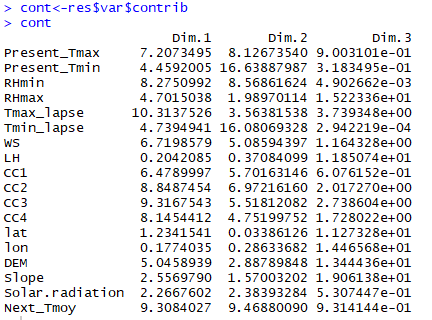 > cont<-res$var$contrib
> cont
Dim.1 Dim.2 Dim.3
Present_Tmax 7.2073495 8.12673540 9.003101e-01
Present_Tmin 4.4592005 16.63887987 3.183495e-01
RHmin 8.2750992 8.56861624 4.902662e-03
RHmax 4.7015038 1.98970114 1.522336e+01
Tmax_lapse 10.3137526 3.56381538 3.739348e+00
Tmin_lapse 4.7394941 16.08069328 2.942219e-04
WS 6.7198579 5.08594397 1.164328e+00
LH 0.2042085 0.37084099 1.185074e+01
CC1 6.4789997 5.70163146 6.076152e-01
CC2 8.8487454 6.97216160 2.017270e+00
CC3 9.3167543 5.51812082 2.738604e+00
CC4 8.1454412 4.75199752 1.728022e+00
lat 1.2341541 0.03386126 1.127328e+01
lon 0.1774035 0.28633682 1.446568e+01
DEM 5.0458939 2.88789848 1.344436e+01
Slope 2.5569790 1.57003202 1.906138e+01
Solar.radiation 2.2667602 2.38393284 5.307447e-01
Next_Tmoy 9.3084027 9.46880090 9.314144e-01